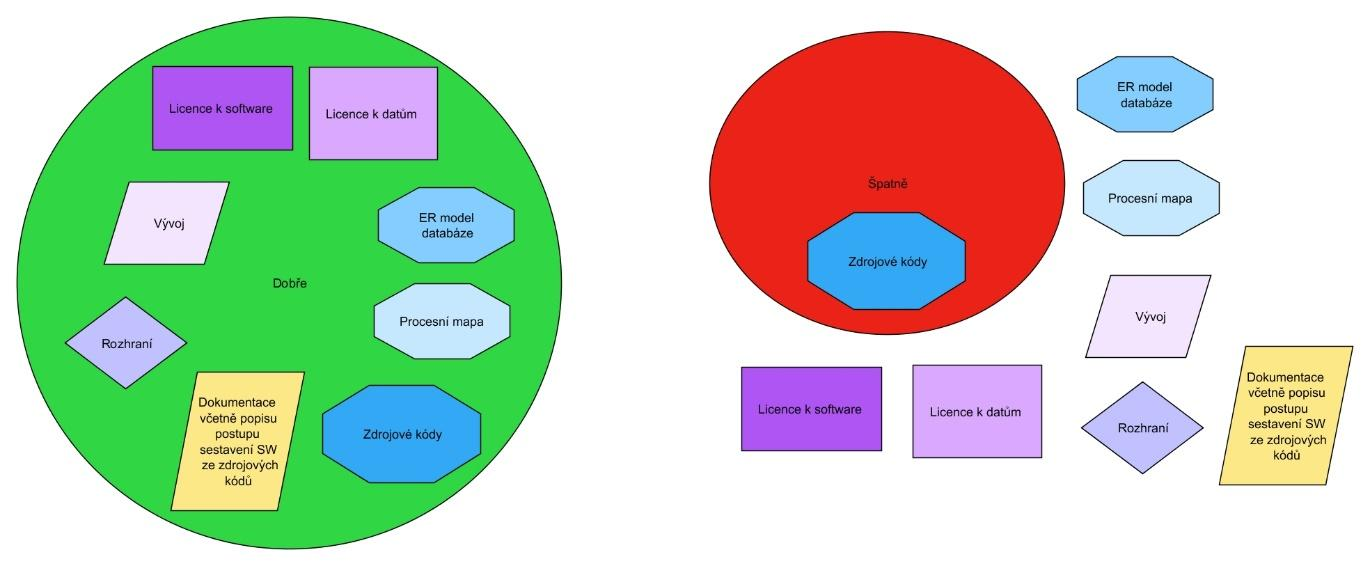 Licence k software
Licence k datům
Vývoj
ER model
databáze
Dobře
Procesní mapa
Rozhraní
Dokumentace
včetně popisu
postupu
sestavení SW
ze zdrojových
kódů
Zdrojové kódy
ER model
databáze
Špatně
Procesní mapa
Zdrojové kódy
Vývoj
Licence k software
Licence k datům
Rozhraní
Dokumentace
včetně popisu
postupu
sestavení SW
ze zdrojových
kódů